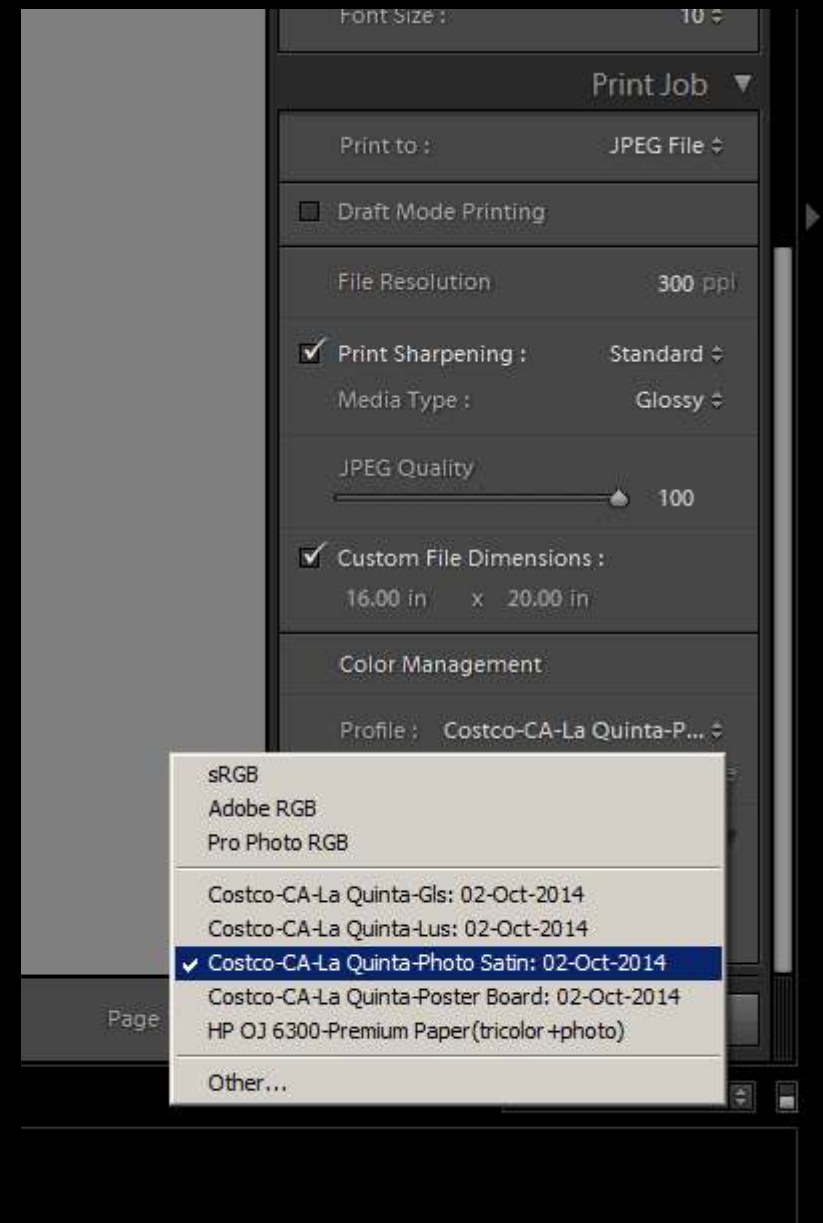 Font Size : 10
Print Job
Print to : JPEG File
Draft Mode Printing
File Resolution 300 ppi
Print Sharpening : Standard
Media Type : Glossy
JPEG Quality
100
Custom File Dimensions :
16.00 in x 20.00 in
Color Management
Profile : Costco-CA-La Quinta-P...
sRGB
Adobe RGB
Pro Photo RGB
Costco-CA-La Quinta-Gls: 02-Oct-2014
Costco-CA-La Quinta-Lus: 02-Oct-2014
Costco-CA-La Quinta-Photo Satin: 02-Oct-2014
Costco-CA-La Quinta-Poster Board: 02-Oct-2014
Page
HP OJ 6300-Premium Paper(tricolor+photo)
Other...